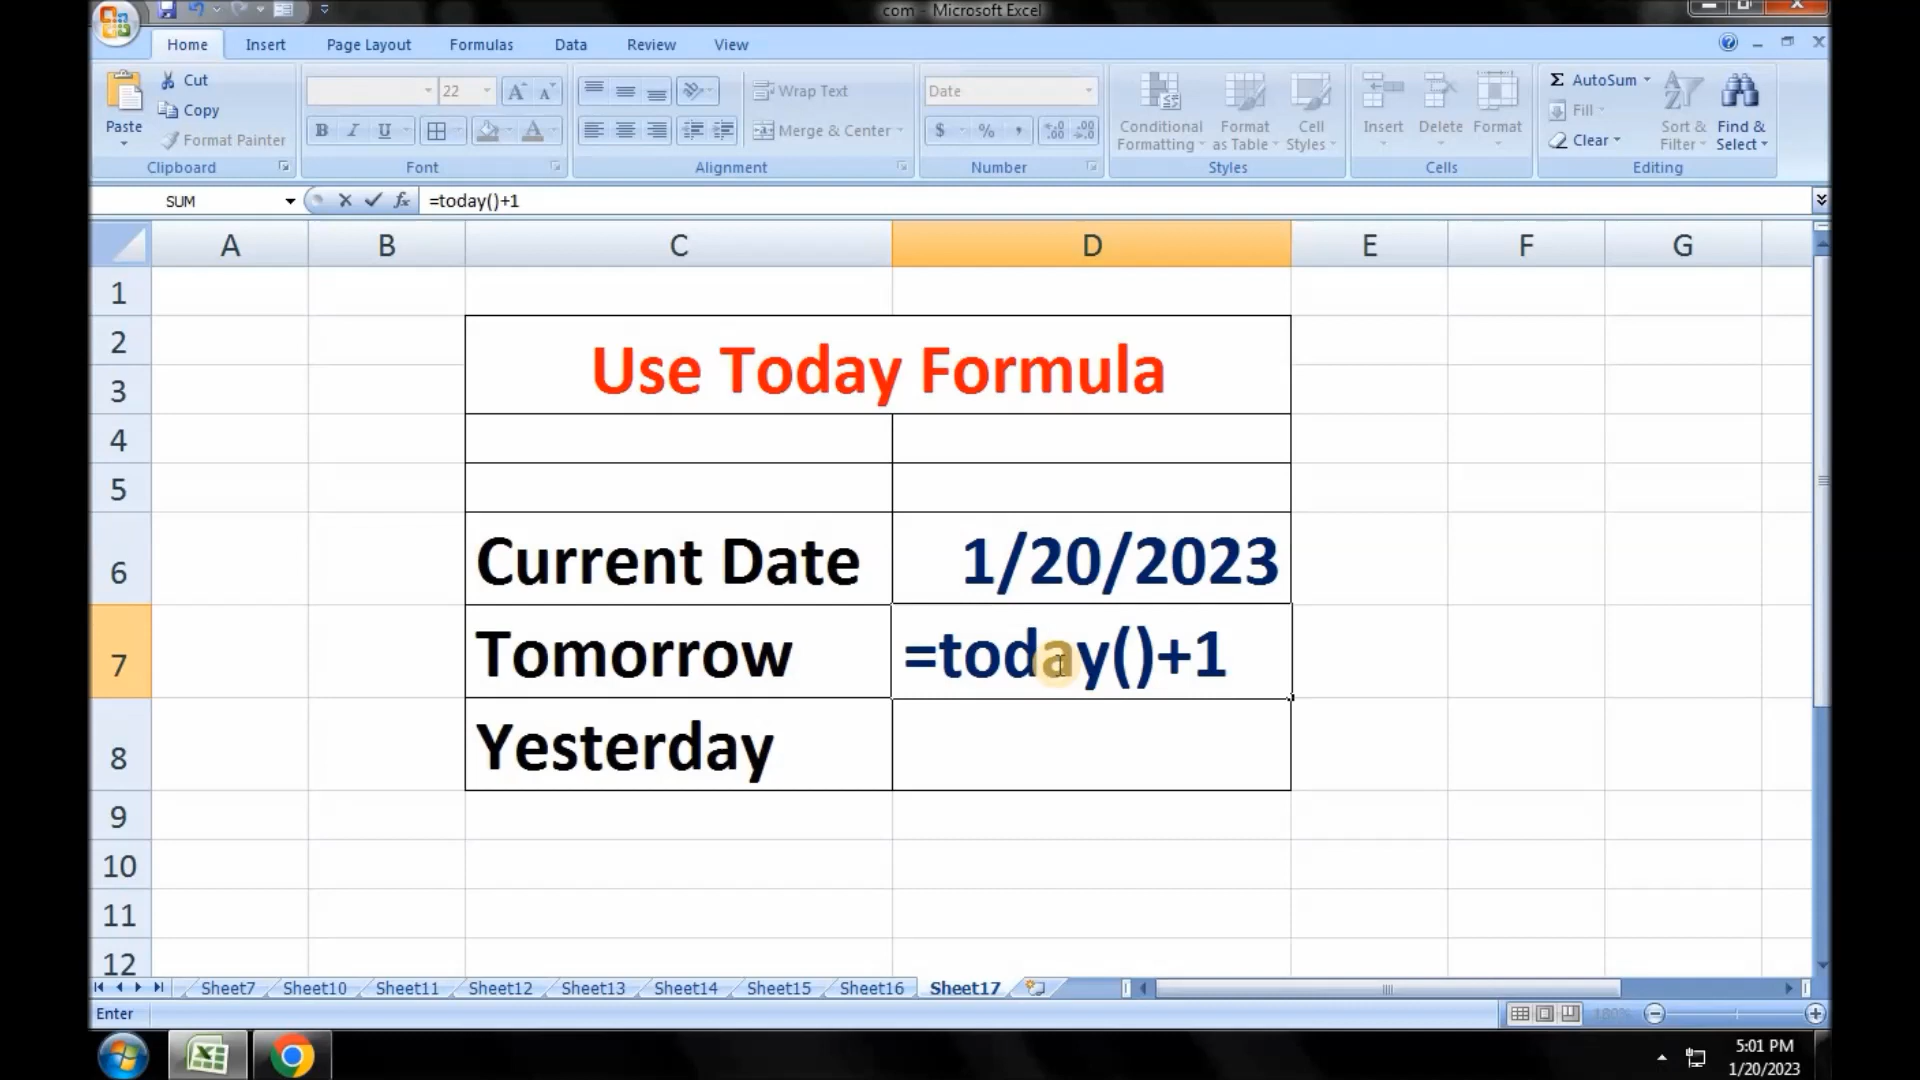 com - Microsoft Excel
Home Insert Page Layout Formulas Data Review View
Paste
Cut
Copy
Format Painter
Clipboard
22
B I U
A
Font
Wrap Text
Merge & Center
Alignment
Date
$ % ,
Number
Conditional Formatting
Format as Table
Cell Styles
Styles
Insert Delete Format
Cells
Σ AutoSum
Fill
Clear
Sort & Filter
Find & Select
Editing
SUM fx =today()+1
A B C D E F G
1
2
3
Use Today Formula
4
5
6 Current Date 1/20/2023
7 Tomorrow =today()+1
8 Yesterday
9
10
11
12
Sheet7 Sheet10 Sheet11 Sheet12 Sheet13 Sheet14 Sheet15 Sheet16 Sheet17
Enter
5:01 PM
1/20/2023